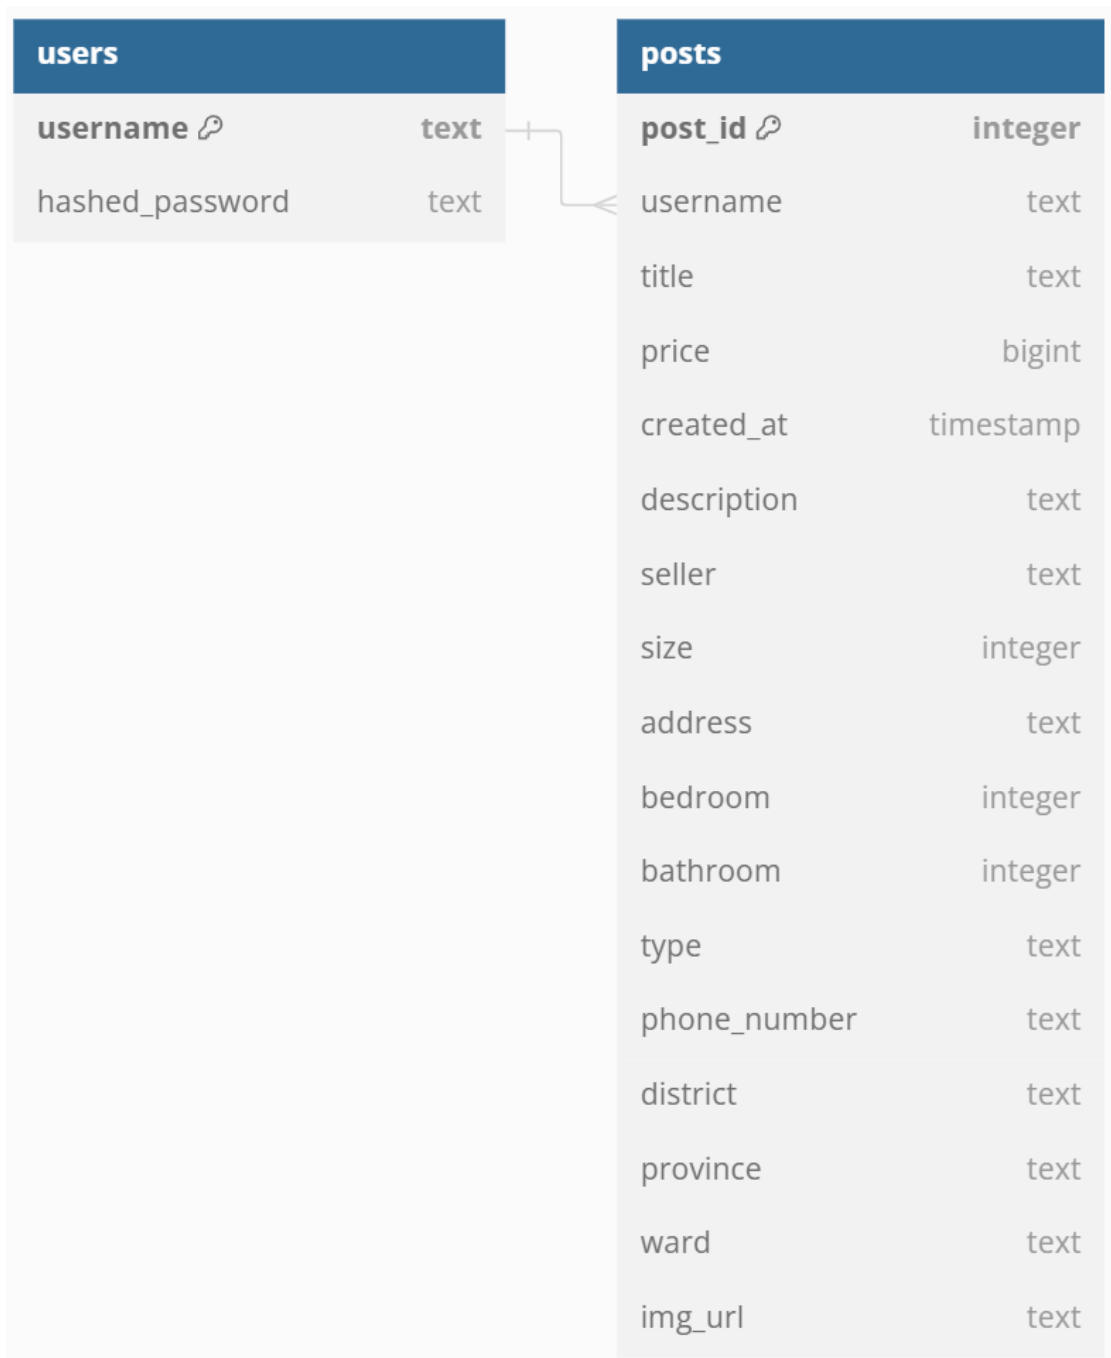 users
username text
hashed_password text
posts
post_id integer
username text
title text
price bigint
created_at timestamp
description text
seller text
size integer
address text
bedroom integer
bathroom integer
type text
phone_number text
district text
province text
ward text
img_url text